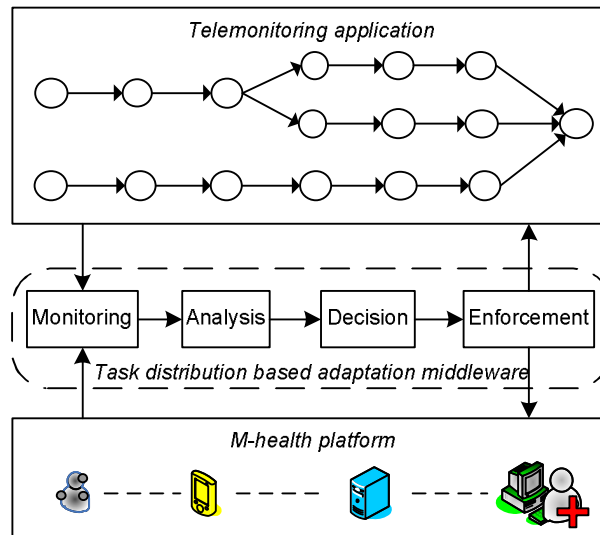 Telemonitoring application
Monitoring
Analysis
Decision
Enforcement
Task distribution based adaptation middleware
M-health platform